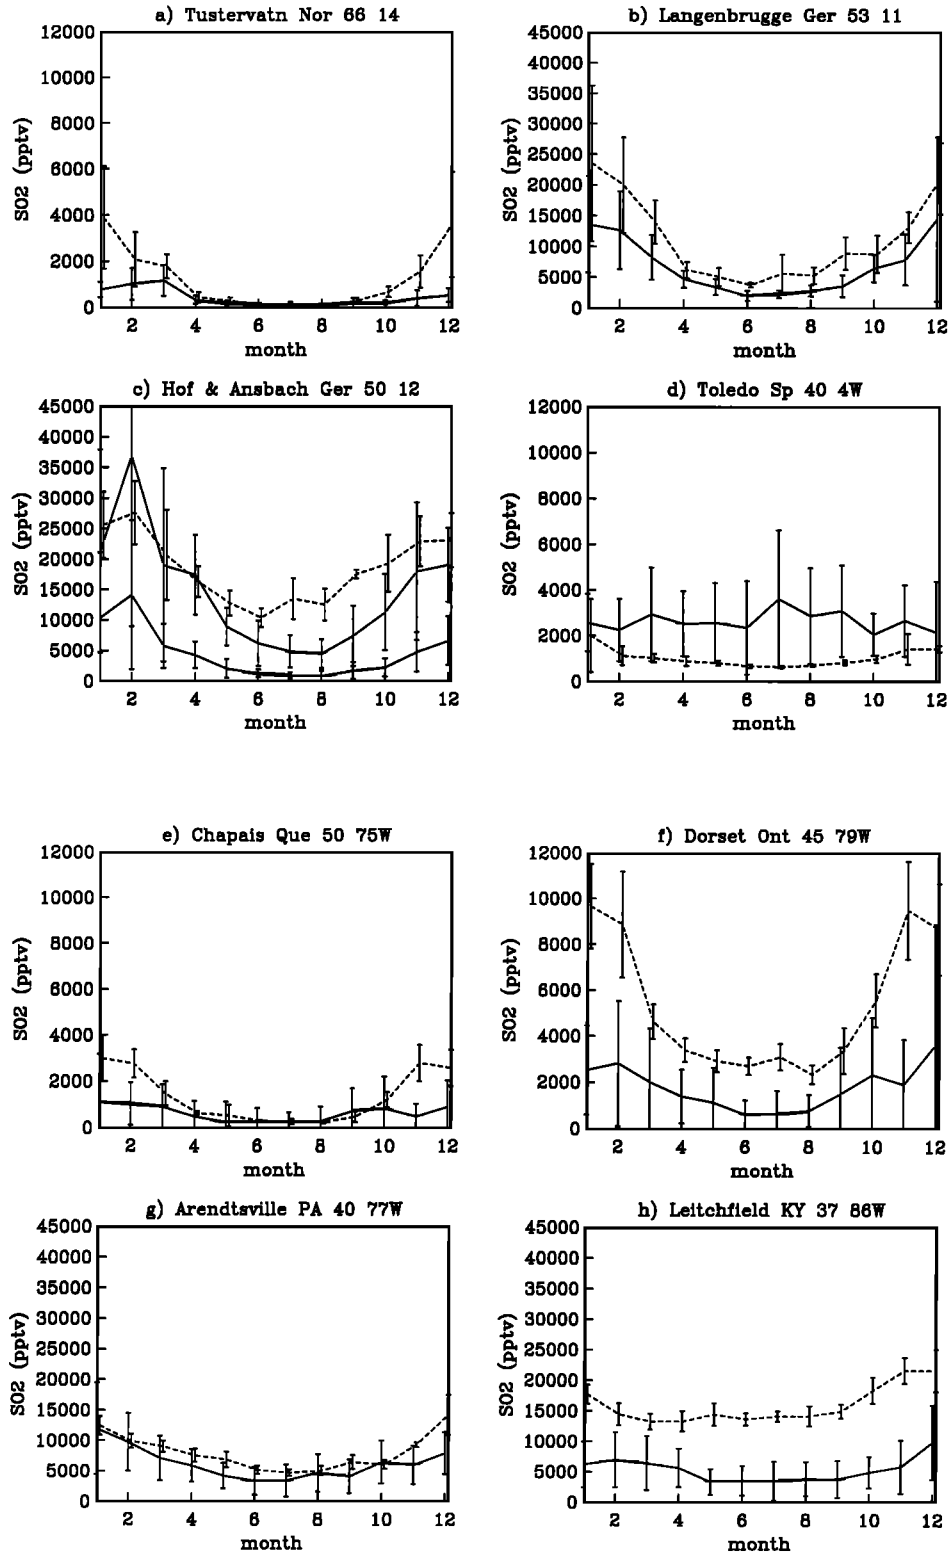 a) Tustervatn Nor 66 14
12000
10000
8000
6000
4000
2000
0
SO2 (pptv)
2 4 6 8 10 12
month
b) Langenbrugge Ger 53 11
45000
40000
35000
30000
25000
20000
15000
10000
5000
0
SO2 (pptv)
2 4 6 8 10 12
month
c) Hof & Ansbach Ger 50 12
45000
40000
35000
30000
25000
20000
15000
10000
5000
0
SO2 (pptv)
2 4 6 8 10 12
month
d) Toledo Sp 40 4W
12000
10000
8000
6000
4000
2000
0
SO2 (pptv)
2 4 6 8 10 12
month
e) Chapais Que 50 75W
12000
10000
8000
6000
4000
2000
0
SO2 (pptv)
2 4 6 8 10 12
month
f) Dorset Ont 45 79W
12000
10000
8000
6000
4000
2000
0
SO2 (pptv)
2 4 6 8 10 12
month
g) Arendtsville PA 40 77W
45000
40000
35000
30000
25000
20000
15000
10000
5000
0
SO2 (pptv)
2 4 6 8 10 12
month
h) Leitchfield KY 37 86W
45000
40000
35000
30000
25000
20000
15000
10000
5000
0
SO2 (pptv)
2 4 6 8 10 12
month